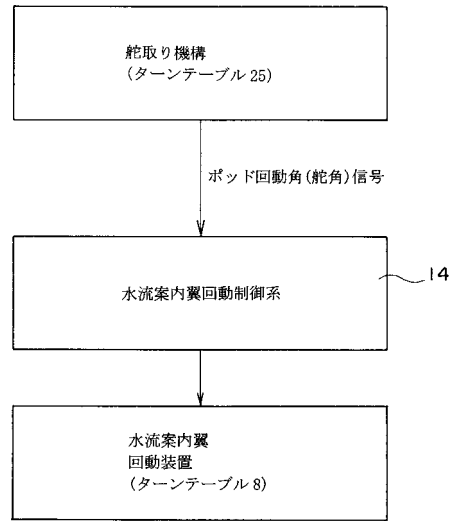 舵取り機構
(ターンテーブル25)
ポッド回動角(舵角)信号
水流案内翼回動制御系
14
水流案内翼
回動装置
(ターンテーブル8)